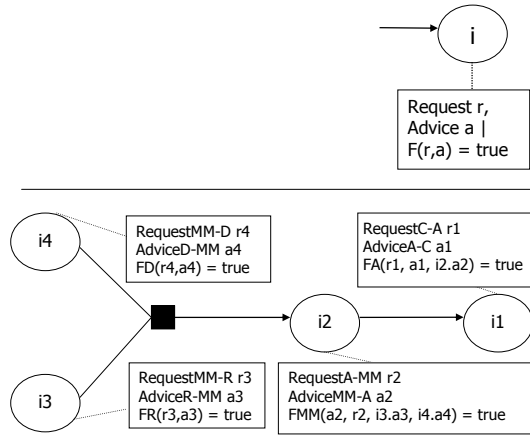 i
Request r,
Advice a |
F(r,a) = true
i4
RequestMM-D r4
AdviceD-MM a4
FD(r4,a4) = true
RequestC-A r1
AdviceA-C a1
FA(r1, a1, i2.a2) = true
i2
i1
i3
RequestMM-R r3
AdviceR-MM a3
FR(r3,a3) = true
RequestA-MM r2
AdviceMM-A a2
FMM(a2, r2, i3.a3, i4.a4) = true